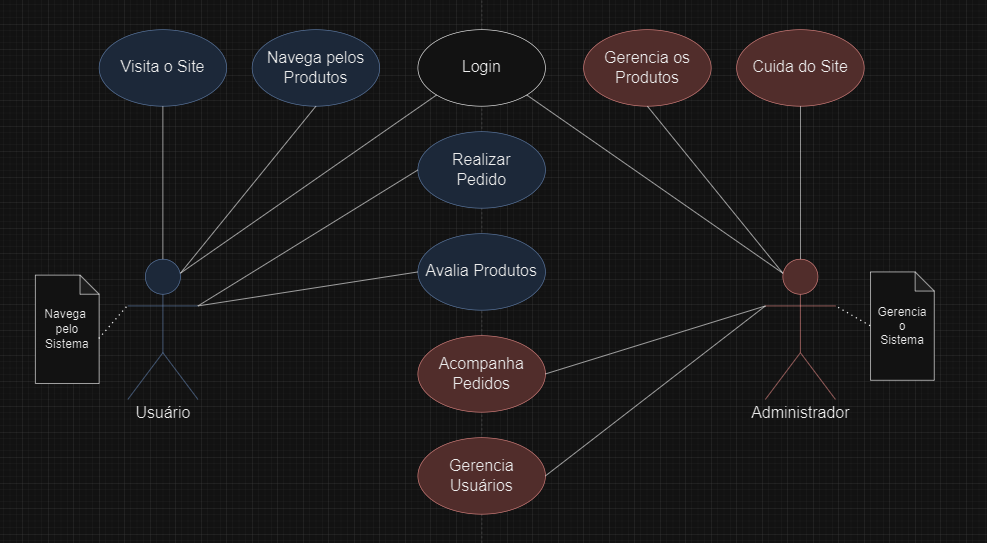 Visita o Site
Navega pelos
Produtos
Login
Gerencia os
Produtos
Cuida do Site
Realizar
Pedido
Avalia Produtos
Navega
pelo
Sistema
Gerencia
o
Sistema
Acompanha
Pedidos
Usuário
Administrador
Gerencia
Usuários